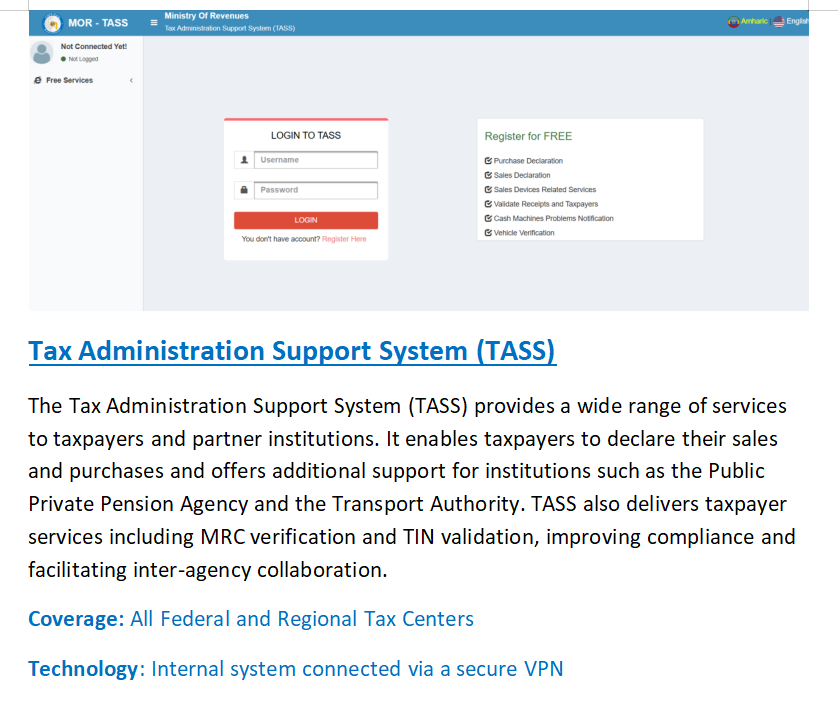 MOR - TASS
Ministry Of Revenues
Tax Administration Support System (TASS)
Amharic
English
Not Connected Yet!
Not Logged
Free Services
LOGIN TO TASS
Username
Password
LOGIN
You don't have account? Register Here
Register for FREE
Purchase Declaration
Sales Declaration
Sales Devices Related Services
Validate Receipts and Taxpayers
Cash Machines Problems Notification
Vehicle Verification
Tax Administration Support System (TASS)
The Tax Administration Support System (TASS) provides a wide range of services
to taxpayers and partner institutions. It enables taxpayers to declare their sales
and purchases and offers additional support for institutions such as the Public
Private Pension Agency and the Transport Authority. TASS also delivers taxpayer
services including MRC verification and TIN validation, improving compliance and
facilitating inter-agency collaboration.
Coverage: All Federal and Regional Tax Centers
Technology: Internal system connected via a secure VPN